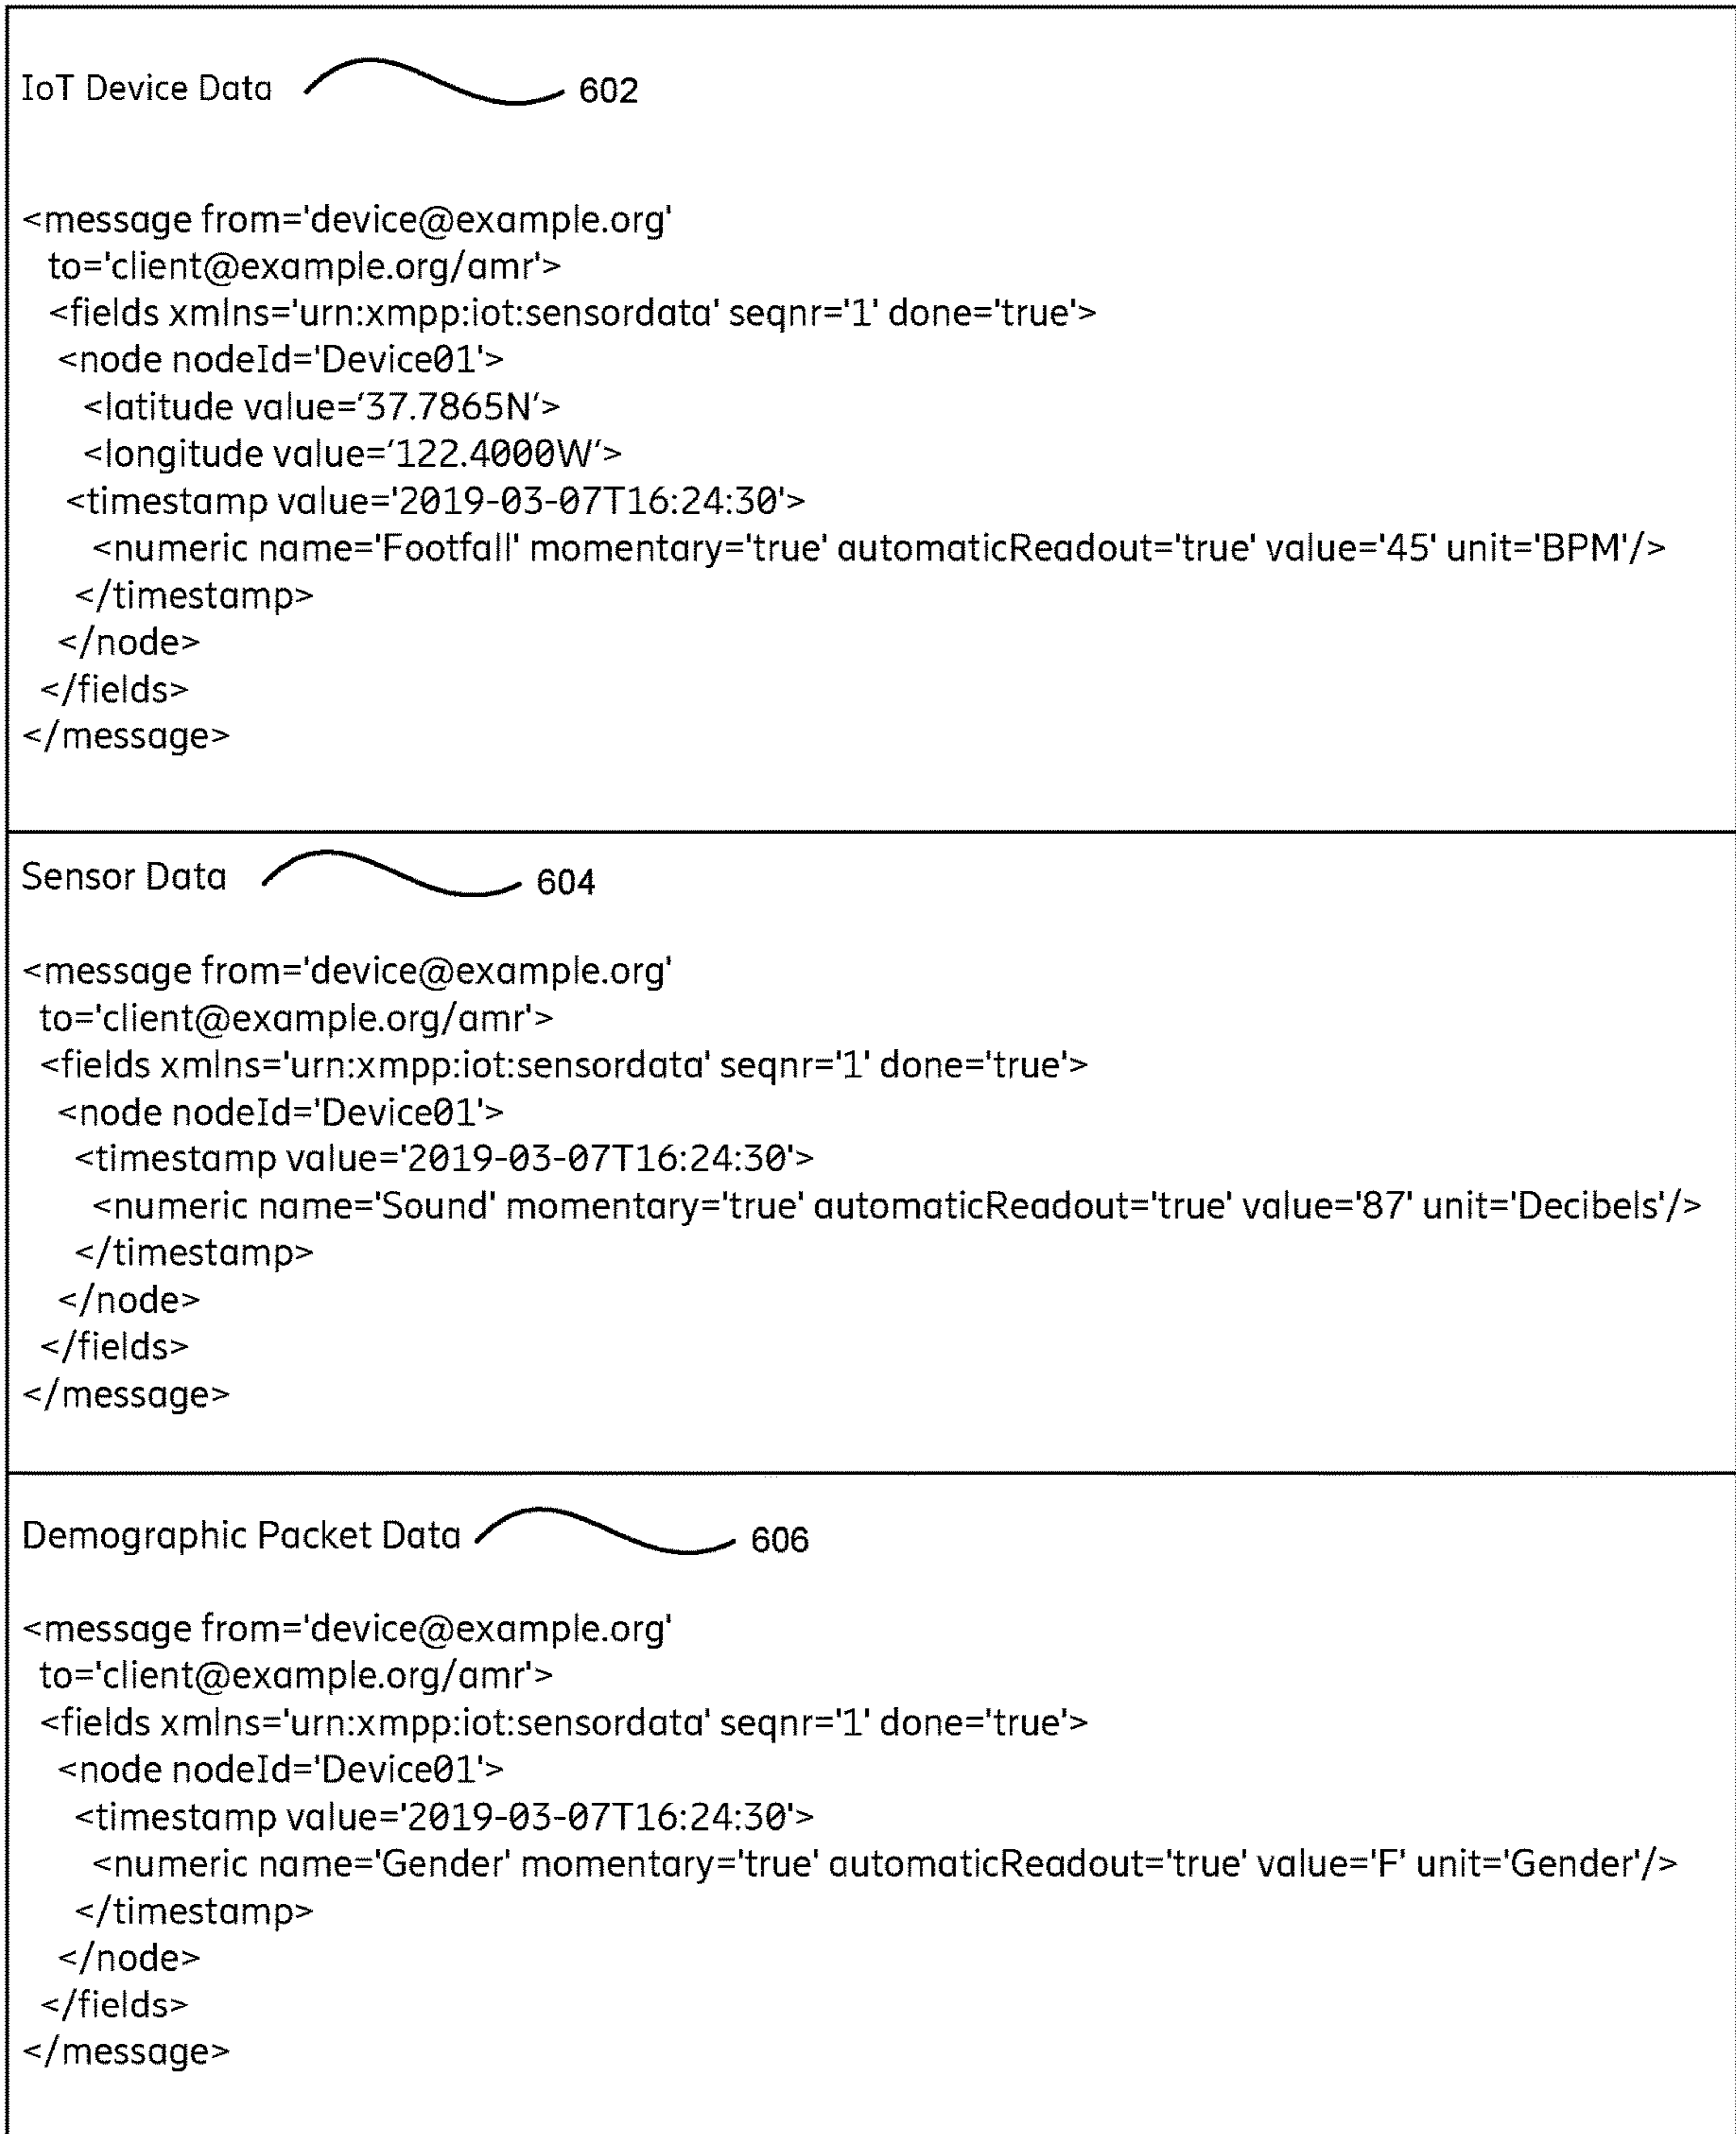 IoT Device Data 602
<message from='device@example.org'
to='client@example.org/amr'>
<fields xmlns='urn:xmpp:iot:sensordata' seqnr='1' done='true'>
<node nodeId='Device01'>
<latitude value=‘37.7865N’>
<longitude value=‘122.4000W’>
<timestamp value='2019-03-07T16:24:30'>
<numeric name='Footfall' momentary='true' automaticReadout='true' value='45' unit='BPM'/>
</timestamp>
</node>
</fields>
</message>
Sensor Data 604
<message from='device@example.org'
to='client@example.org/amr'>
<fields xmlns='urn:xmpp:iot:sensordata' seqnr='1' done='true'>
<node nodeId='Device01'>
<timestamp value='2019-03-07T16:24:30'>
<numeric name='Sound' momentary='true' automaticReadout='true' value='87' unit='Decibels'/>
</timestamp>
</node>
</fields>
</message>
Demographic Packet Data 606
<message from='device@example.org'
to='client@example.org/amr'>
<fields xmlns='urn:xmpp:iot:sensordata' seqnr='1' done='true'>
<node nodeId='Device01'>
<timestamp value='2019-03-07T16:24:30'>
<numeric name='Gender' momentary='true' automaticReadout='true' value='F' unit='Gender'/>
</timestamp>
</node>
</fields>
</message>